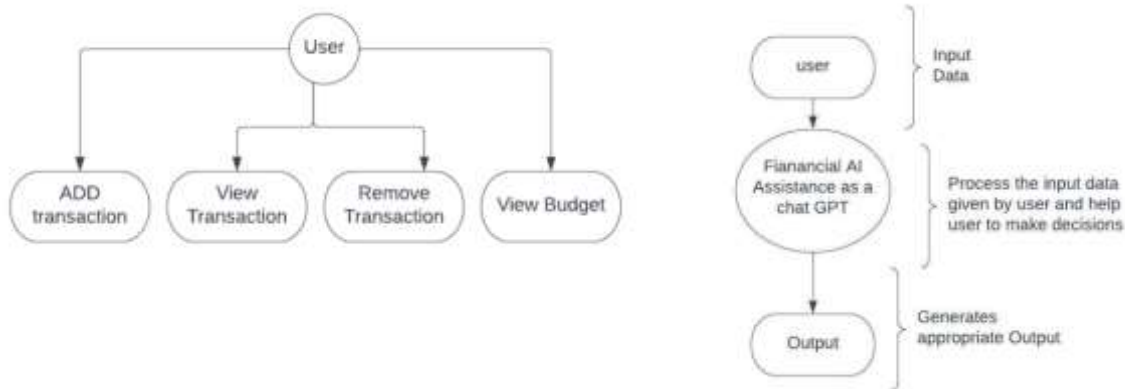 User
ADD
transaction
View
Transaction
Remove
Transaction
View Budget
user
Input
Data
Fianancial AI
Assistance as a
chat GPT
Process the input data
given by user and help
user to make decisions
Output
Generates
appropriate Output